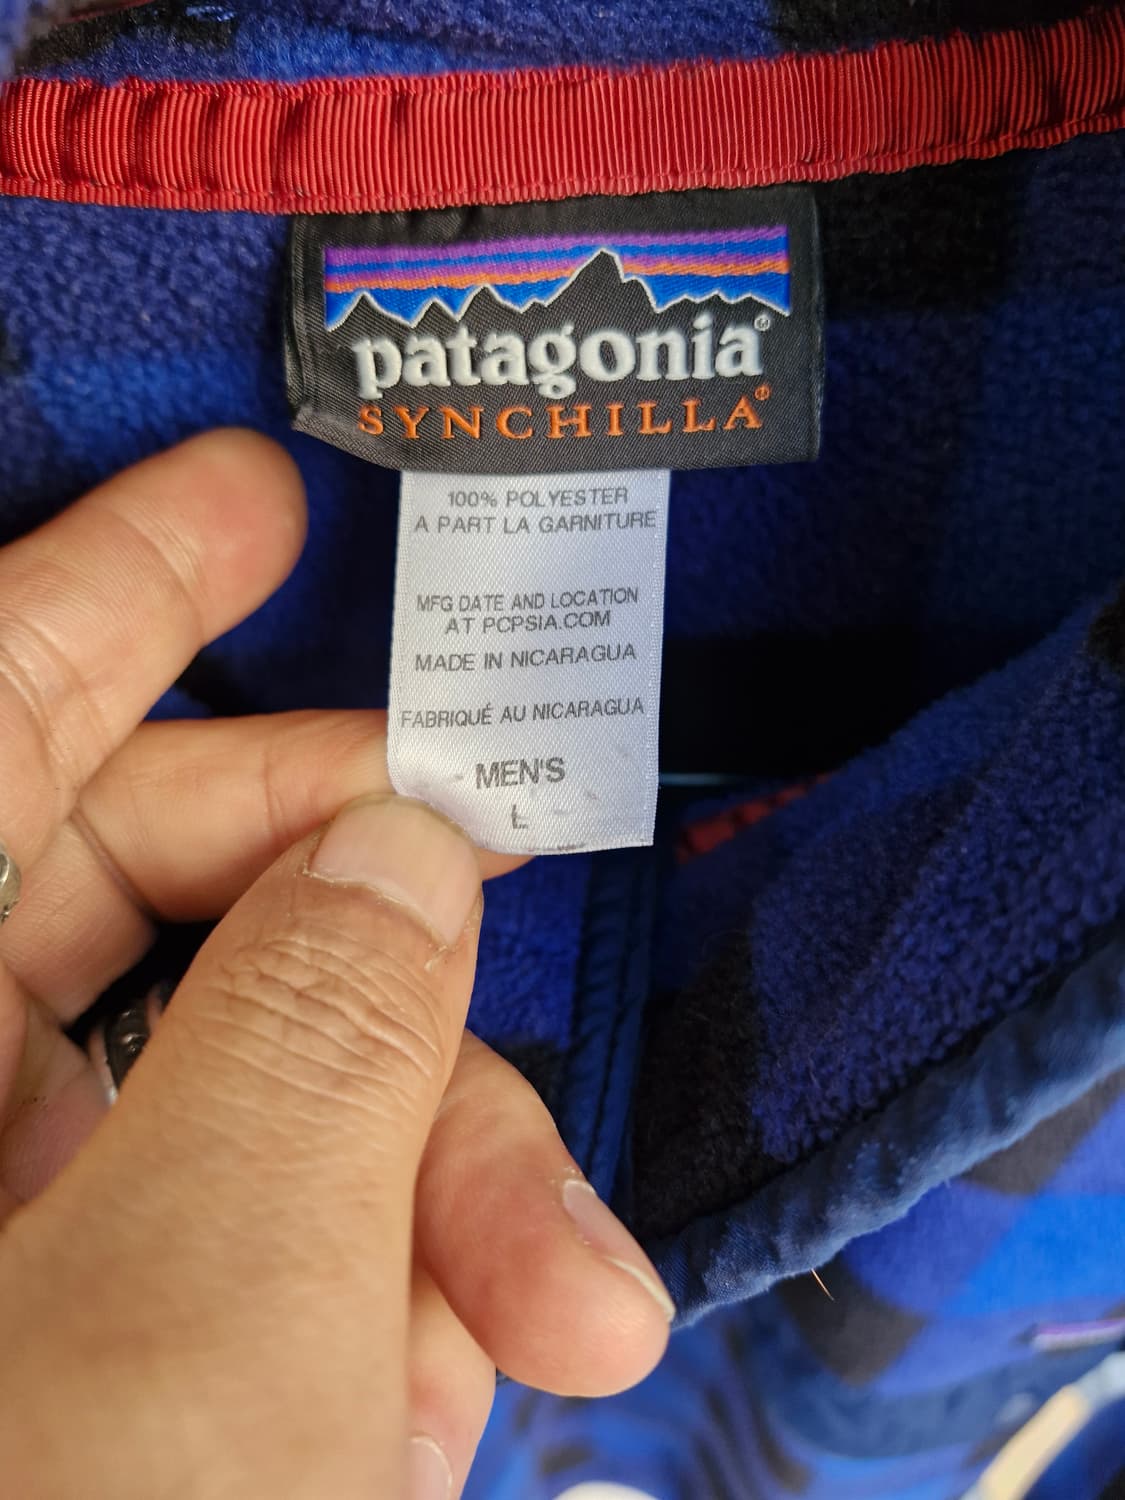 patagonia®
SYNCHILLA®
100% POLYESTER
A PART LA GARNITURE
MFG DATE AND LOCATION
AT PCPSIA.COM
MADE IN NICARAGUA
FABRIQUÉ AU NICARAGUA
MEN'S
L